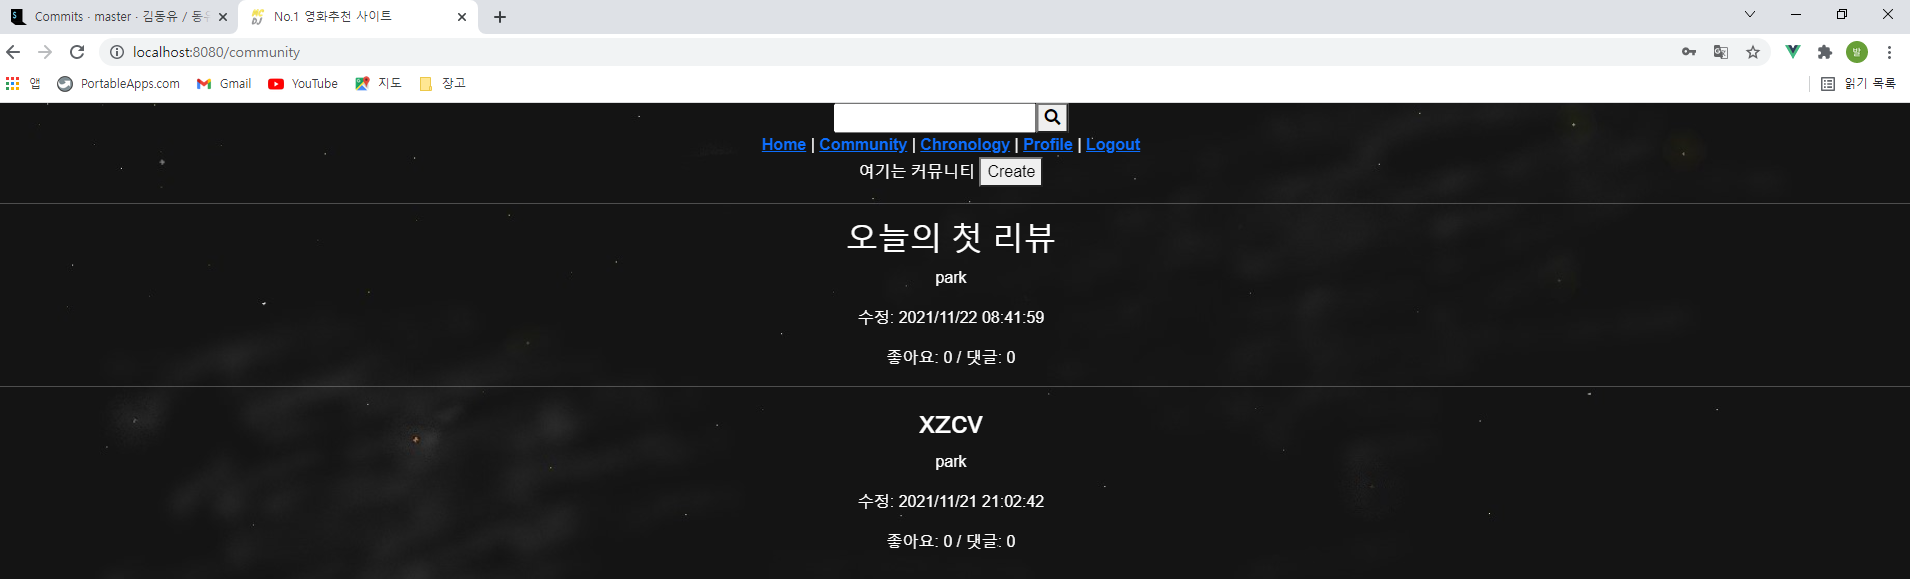 Commits · master · 김동유 / 동
No.1 영화추천 사이트
localhost:8080/community
앱 PortableApps.com Gmail YouTube 지도 장고 읽기 목록
Home | Community | Chronology | Profile | Logout
여기는 커뮤니티 Create
오늘의 첫 리뷰
park
수정: 2021/11/22 08:41:59
좋아요: 0 / 댓글: 0
XZCV
park
수정: 2021/11/21 21:02:42
좋아요: 0 / 댓글: 0